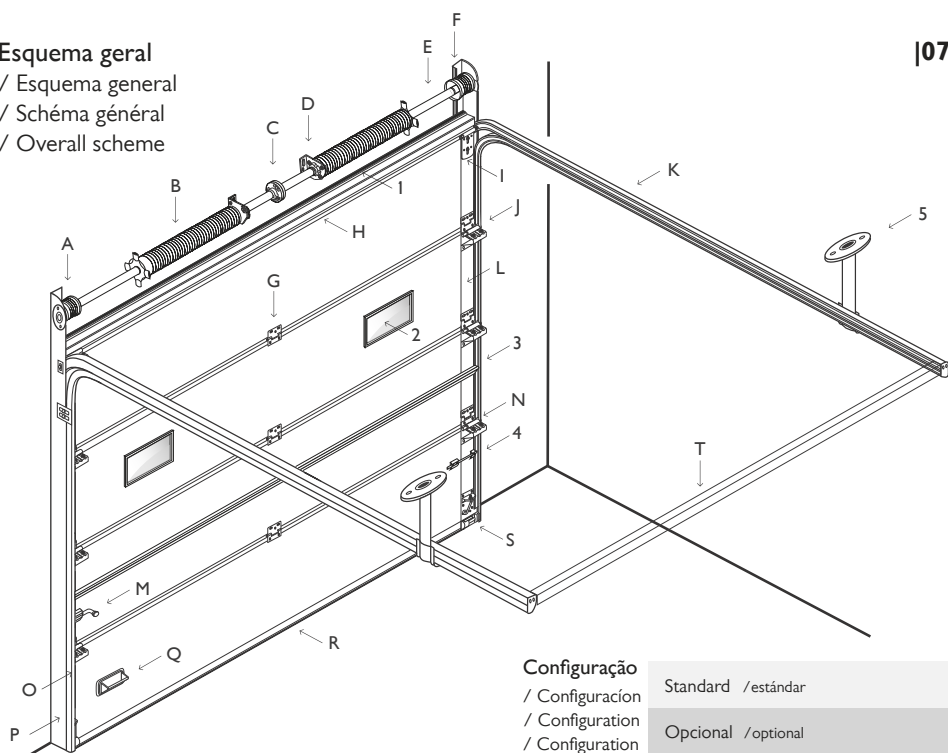 Esquema geral
/ Esquema general
/ Schéma général
/ Overall scheme
|07
F
E
D
C
B
A
1
I
K
J
5
H
G
L
2
3
N
4
T
S
M
R
Q
O
P
Configuração
/ Configuracíon
/ Configuration
/ Configuration
Standard /estándar
Opcional /optional